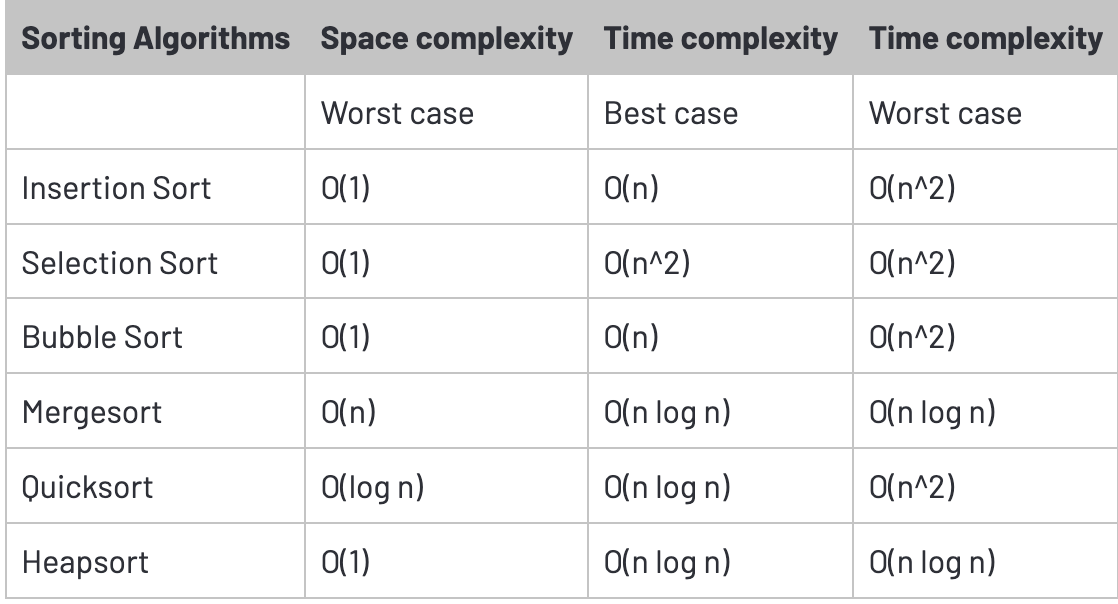 Sorting Algorithms Space complexity Time complexity Time complexity
Worst case Best case Worst case
Insertion Sort O(1) O(n) O(n^2)
Selection Sort O(1) O(n^2) O(n^2)
Bubble Sort O(1) O(n) O(n^2)
Mergesort O(n) O(n log n) O(n log n)
Quicksort O(log n) O(n log n) O(n^2)
Heapsort O(1) O(n log n) O(n log n)